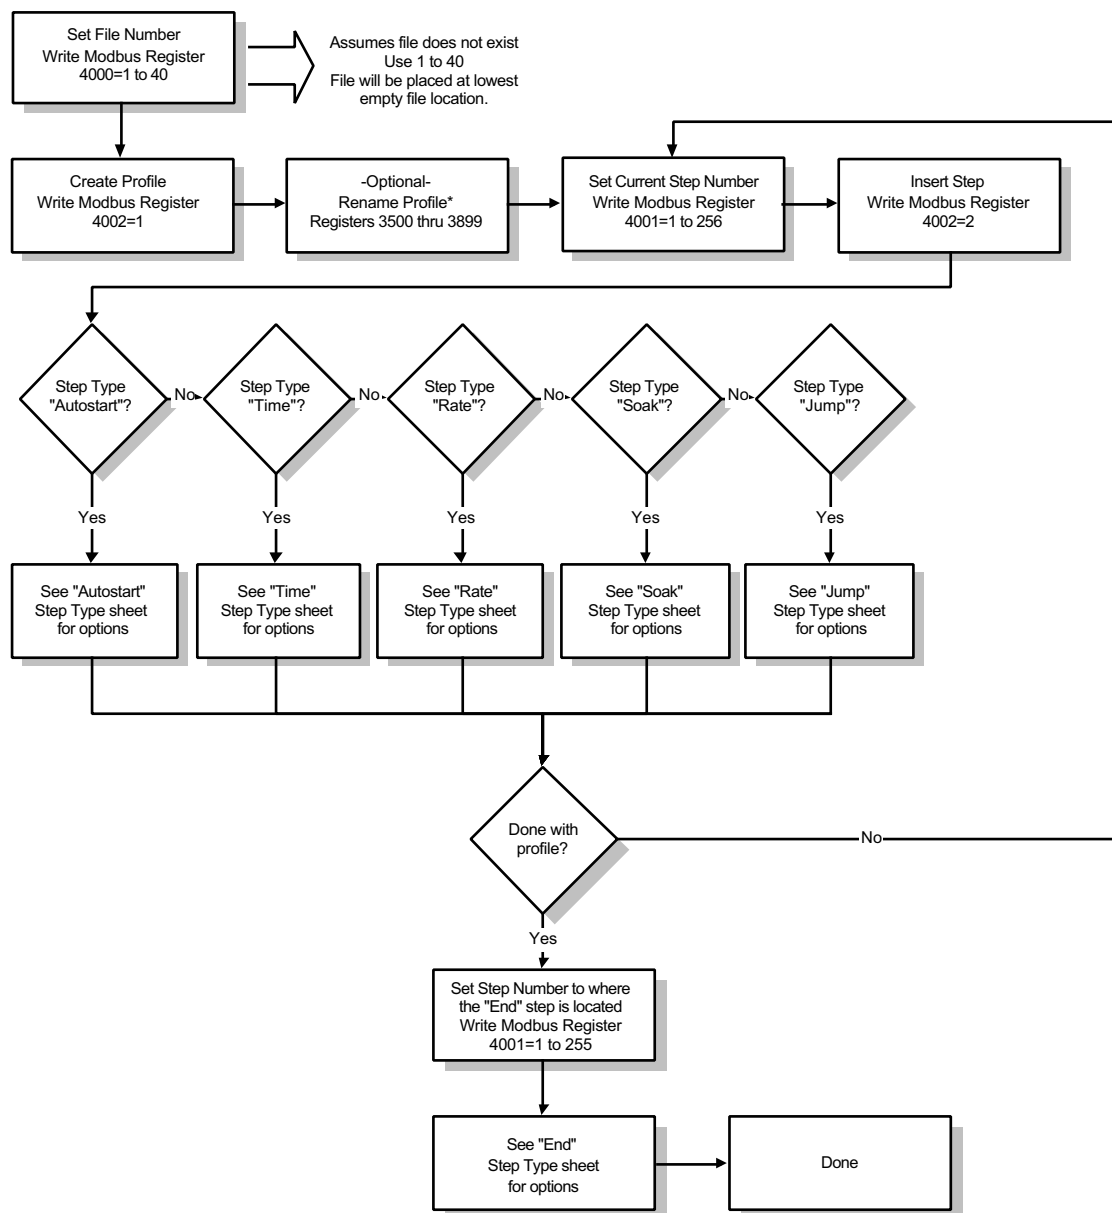 Set File Number
Write Modbus Register
4000=1 to 40
Assumes file does not exist
Use 1 to 40
File will be placed at lowest
empty file location.
Create Profile
Write Modbus Register
4002=1
-Optional-
Rename Profile*
Registers 3500 thru 3899
Set Current Step Number
Write Modbus Register
4001=1 to 256
Insert Step
Write Modbus Register
4002=2
Step Type
"Autostart"?
No
Step Type
"Time"?
No
Step Type
"Rate"?
No
Step Type
"Soak"?
No
Step Type
"Jump"?
Yes
Yes
Yes
Yes
Yes
See "Autostart"
Step Type sheet
for options
See "Time"
Step Type sheet
for options
See "Rate"
Step Type sheet
for options
See "Soak"
Step Type sheet
for options
See "Jump"
Step Type sheet
for options
Done with
profile?
No
Yes
Set Step Number to where
the "End" step is located
Write Modbus Register
4001=1 to 255
See "End"
Step Type sheet
for options
Done